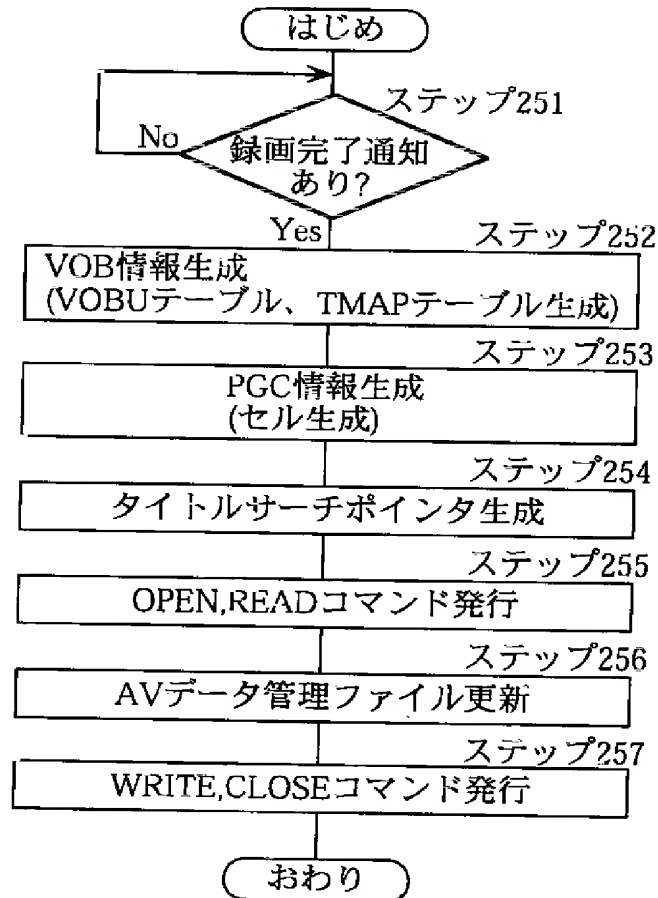 はじめ
ステップ251
No
録画完了通知
あり?
Yes
ステップ252
VOB情報生成
(VOBUテーブル、TMAPテーブル生成)
ステップ253
PGC情報生成
(セル生成)
ステップ254
タイトルサーチポインタ生成
ステップ255
OPEN,READコマンド発行
ステップ256
AVデータ管理ファイル更新
ステップ257
WRITE,CLOSEコマンド発行
おわり